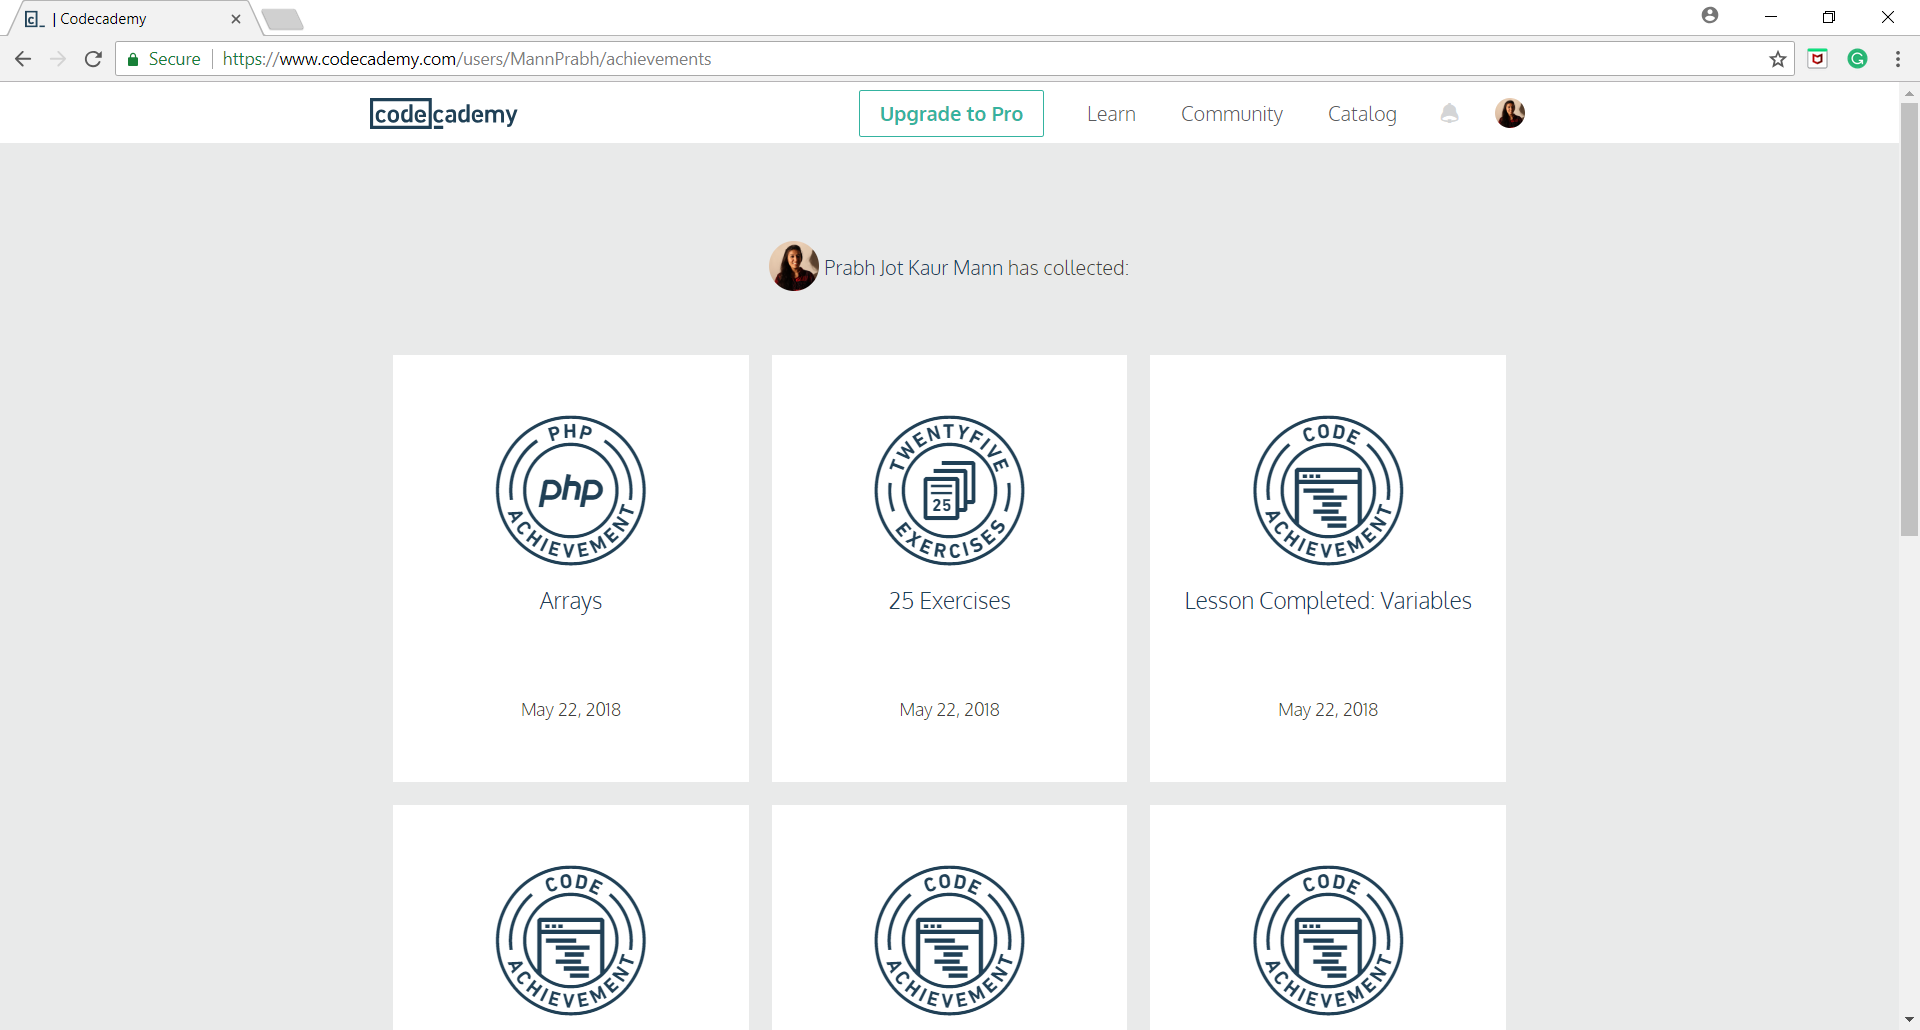 c_ | Codecademy
Secure https://www.codecademy.com/users/MannPrabh/achievements
codecademy Upgrade to Pro Learn Community Catalog
Prabh Jot Kaur Mann has collected:
PHP
php
ACHIEVEMENT
TWENTYFIVE
25
EXERCISES
CODE
ACHIEVEMENT
Arrays
25 Exercises
Lesson Completed: Variables
May 22, 2018
May 22, 2018
May 22, 2018
CODE
ACHIEVEMENT
CODE
ACHIEVEMENT
CODE
ACHIEVEMENT